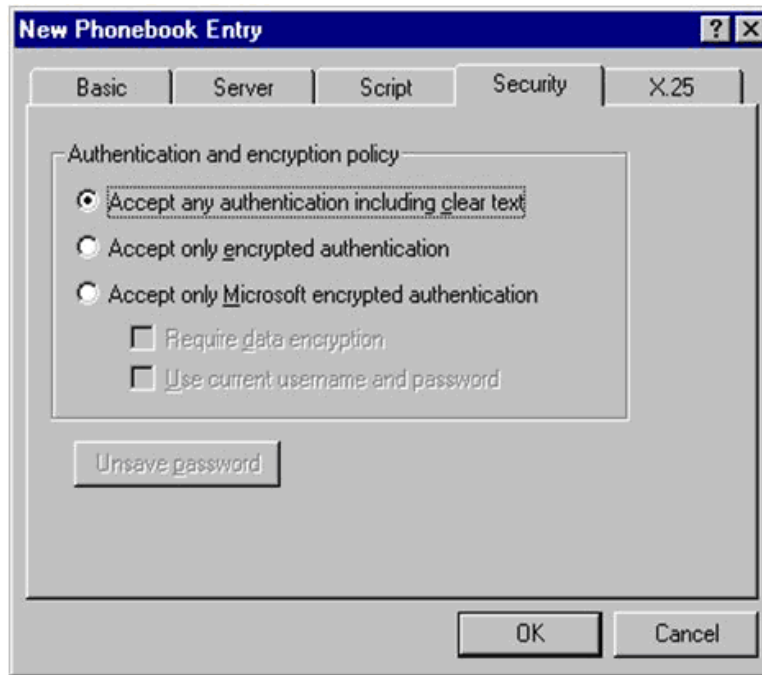 New Phonebook Entry
Basic Server Script Security X.25
Authentication and encryption policy
Accept any authentication including clear text
Accept only encrypted authentication
Accept only Microsoft encrypted authentication
Require data encryption
Use current username and password
Unsave password
OK Cancel